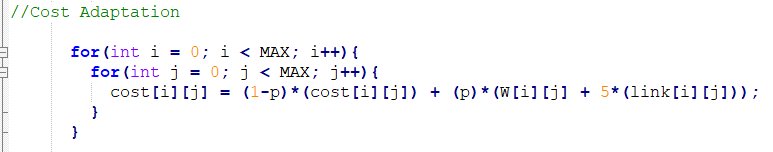 //Cost Adaptation
for(int i = 0; i < MAX; i++){
for(int j = 0; j < MAX; j++){
cost[i][j] = (1-p)*(cost[i][j]) + (p)*(W[i][j] + 5*(link[i][j]));
}
}